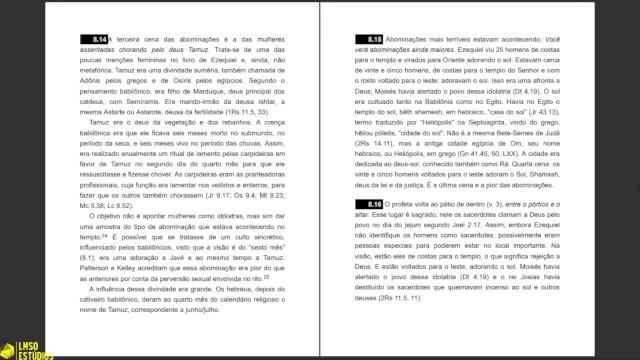 8.14 A terceira cena das abominações é a das mulheres
assentadas chorando pelo deus Tamuz. Trata-se de uma das
poucas menções femininas no livro de Ezequiel e, ainda, não
metafórica. Tamuz era uma divindade suméria, também chamada de
Adônis pelos gregos e de Osíris pelos egípcios. Segundo o
pensamento babilônico, era filho de Marduque, deus principal dos
caldeus, com Semíramis. Era marido-irmão da deusa Ishtar, a
mesma Astarte ou Astarote, deusa da fertilidade (1Rs 11.5, 33).
Tamuz era o deus da vegetação e dos rebanhos. A crença
babilônica era que ele ficava seis meses morto no submundo, no
período da seca; e seis meses vivo no período das chuvas. Assim,
era realizado anualmente um ritual de lamento pelas carpideiras em
favor de Tamuz no segundo dia do quarto mês para que ele
ressuscitasse e fizesse chover. As carpideiras eram as pranteadoras
profissionais, cuja função era lamentar nos velórios e enterros, para
fazer que os outros também chorassem (Jr 9.17; Os 9.4; Mt 9.23;
Mc 5.38; Lc 8.52).
O objetivo não é apontar mulheres como idólatras, mas sim dar
uma amostra do tipo de abominação que estava acontecendo no
templo.24 É possível que se tratasse de um culto sincrético,
influenciado pelos babilônicos, visto que a visão é do “sexto mês”
(8.1); era uma adoração a Javé e ao mesmo tempo a Tamuz.
Patterson e Kelley acreditam que essa abominação era pior do que
as anteriores por conta da perversão sexual envolvida no rito.25
A influência dessa divindade era grande. Os hebreus, depois do
cativeiro babilônico, deram ao quarto mês do calendário religioso o
nome de Tamuz, correspondente a junho/julho.
8.15 Abominações mais terríveis estavam acontecendo: Você
verá abominações ainda maiores. Ezequiel viu 25 homens de costas
para o templo e virados para Oriente adorando o sol. Estavam cerca
de vinte e cinco homens, de costas para o templo do Senhor e com
o rosto voltado para o leste; adoravam o sol. Isso era uma afronta a
Deus; Moisés havia alertado o povo dessa idolatria (Dt 4.19). O sol
era cultuado tanto na Babilônia como no Egito. Havia no Egito o
templo do sol, bêth shemesh, em hebraico, “casa do sol” (Jr 43.13),
termo traduzido por “Heliópolis” na Septuaginta, vindo do grego,
hēliou póleōs, “cidade do sol”. Não é a mesma Bete-Semes de Judá
(2Rs 14.11), mas a antiga cidade egípcia de Om, seu nome
hebraico, ou Heliópolis, em grego (Gn 41.45, 50, LXX). A cidade era
dedicada ao deus-sol, conhecido também como Rá. Quarta cena: os
vinte e cinco homens voltados para o leste adoram o Sol, Shamash,
deus da lei e da justiça. É a última cena e a pior das abominações.
8.16 O profeta volta ao pátio de dentro (v. 3), entre o pórtico e o
altar. Esse lugar é sagrado, nele os sacerdotes clamam a Deus pelo
povo no dia do jejum segundo Joel 2.17. Assim, embora Ezequiel
não identifique os homens como sacerdotes, possivelmente eram
pessoas especiais para poderem estar no local importante. Na
visão, estão eles de costas para o templo, o que significa rejeição a
Deus. E estão voltados para o leste, adorando o sol. Moisés havia
alertado o povo dessa idolatria (Dt 4.19) e o rei Josias havia
destituído os sacerdotes que queimavam incenso ao sol e outros
deuses (2Rs 11.5, 11).
LMSO
ESTUDIOS